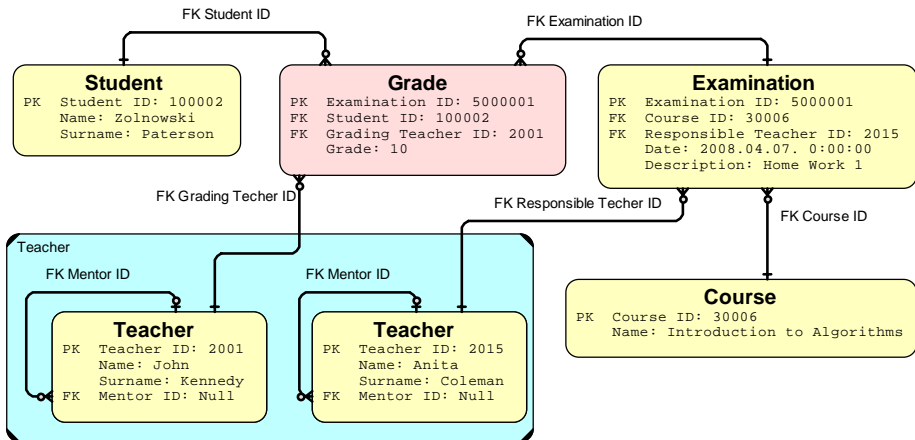 FK Student ID
FK Examination ID
Student
PK Student ID: 100002
Name: Zolnowski
Surname: Paterson
Grade
PK Examination ID: 5000001
FK Student ID: 100002
FK Grading Teacher ID: 2001
Grade: 10
Examination
PK Examination ID: 5000001
FK Course ID: 30006
FK Responsible Teacher ID: 2015
Date: 2008.04.07. 0:00:00
Description: Home Work 1
FK Grading Techer ID
FK Responsible Techer ID
FK Course ID
Teacher
FK Mentor ID
FK Mentor ID
Teacher
PK Teacher ID: 2001
Name: John
Surname: Kennedy
FK Mentor ID: Null
Teacher
PK Teacher ID: 2015
Name: Anita
Surname: Coleman
FK Mentor ID: Null
Course
PK Course ID: 30006
Name: Introduction to Algorithms